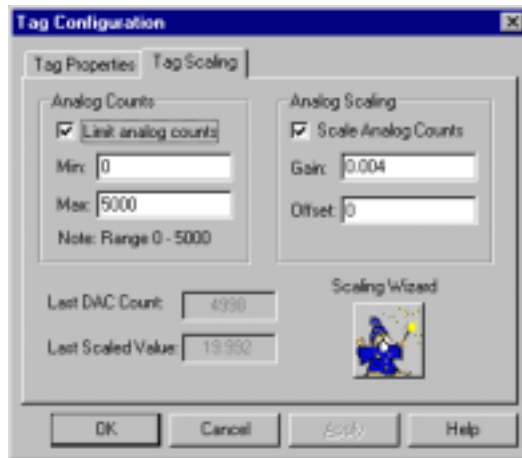 Tag Configuration
Tag Properties
Tag Scaling
Analog Counts
Limit analog counts
Min: 0
Max: 5000
Note: Range 0 - 5000
Analog Scaling
Scale Analog Counts
Gain: 0.004
Offset: 0
Last DAC Count: 4998
Last Scaled Value: 19.992
Scaling Wizard
OK
Cancel
Apply
Help